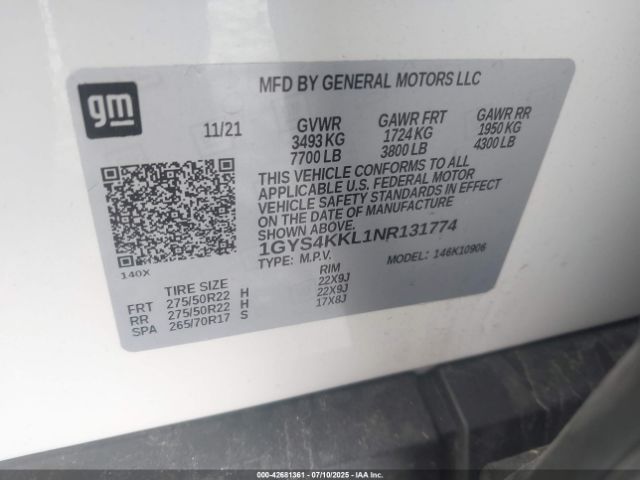 gm
MFD BY GENERAL MOTORS LLC
11/21 GVWR GAWR FRT GAWR RR
3493 KG 1724 KG 1950 KG
7700 LB 3800 LB 4300 LB
THIS VEHICLE CONFORMS TO ALL
APPLICABLE U.S. FEDERAL MOTOR
VEHICLE SAFETY STANDARDS IN EFFECT
ON THE DATE OF MANUFACTURE
SHOWN ABOVE.
1GYS4KKL1NR131774
TYPE: M.P.V. MODEL: 146K10906
140X
TIRE SIZE RIM
FRT 275/50R22 H 22X9J
RR 275/50R22 H 22X9J
SPA 265/70R17 S 17X8J
000-42681361 - 07/10/2025 - IAAI.COM